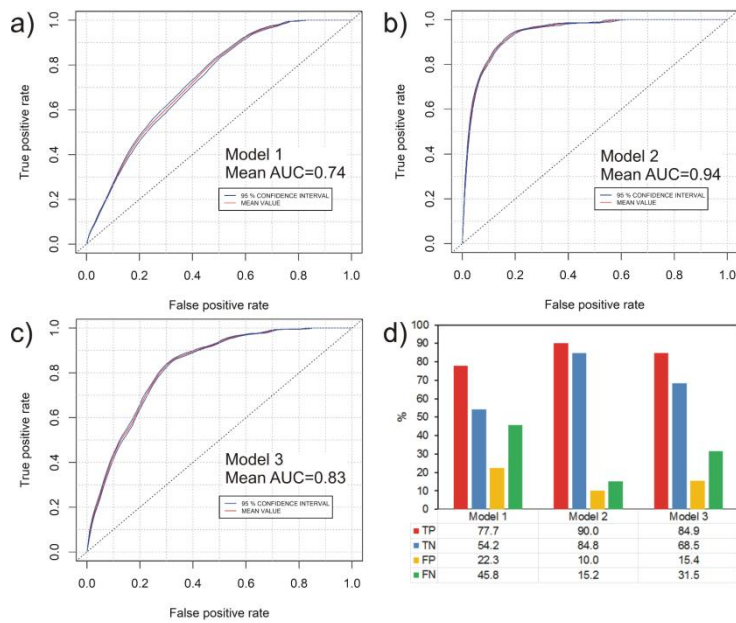 a)
True positive rate
1.0
0.8
0.6
0.4
0.2
0.0
Model 1
Mean AUC=0.74
95 % CONFIDENCE INTERVAL
MEAN VALUE
0.0 0.2 0.4 0.6 0.8 1.0
False positive rate
b)
True positive rate
1.0
0.8
0.6
0.4
0.2
0.0
Model 2
Mean AUC=0.94
95 % CONFIDENCE INTERVAL
MEAN VALUE
0.0 0.2 0.4 0.6 0.8 1.0
False positive rate
c)
True positive rate
1.0
0.8
0.6
0.4
0.2
0.0
Model 3
Mean AUC=0.83
95 % CONFIDENCE INTERVAL
MEAN VALUE
0.0 0.2 0.4 0.6 0.8 1.0
False positive rate
d)
%
100
90
80
70
60
50
40
30
20
10
0
Model 1 Model 2 Model 3
TP 77.7 90.0 84.9
TN 54.2 84.8 68.5
FP 22.3 10.0 15.4
FN 45.8 15.2 31.5